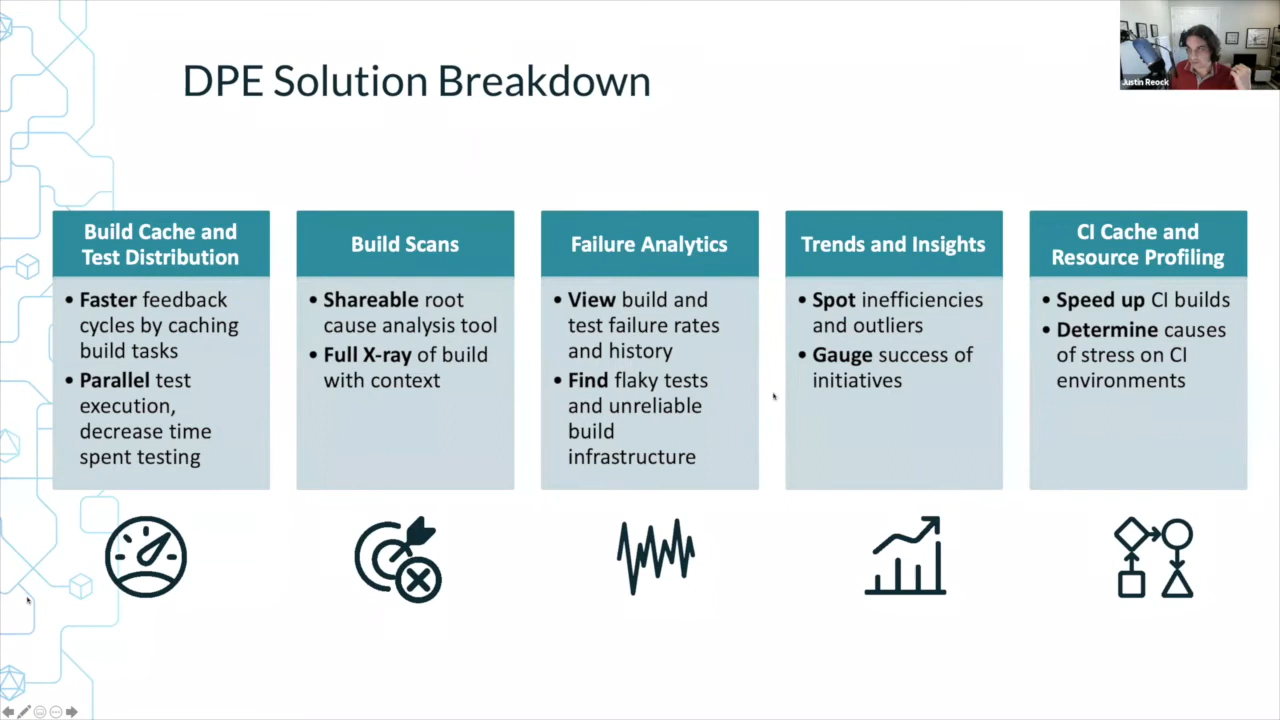 DPE Solution Breakdown
Justin Reock
Build Cache and
Test Distribution
• Faster feedback
cycles by caching
build tasks
• Parallel test
execution,
decrease time
spent testing
Build Scans
• Shareable root
cause analysis tool
• Full X-ray of build
with context
Failure Analytics
• View build and
test failure rates
and history
• Find flaky tests
and unreliable
build
infrastructure
Trends and Insights
• Spot inefficiencies
and outliers
• Gauge success of
initiatives
CI Cache and
Resource Profiling
• Speed up CI builds
• Determine causes
of stress on CI
environments